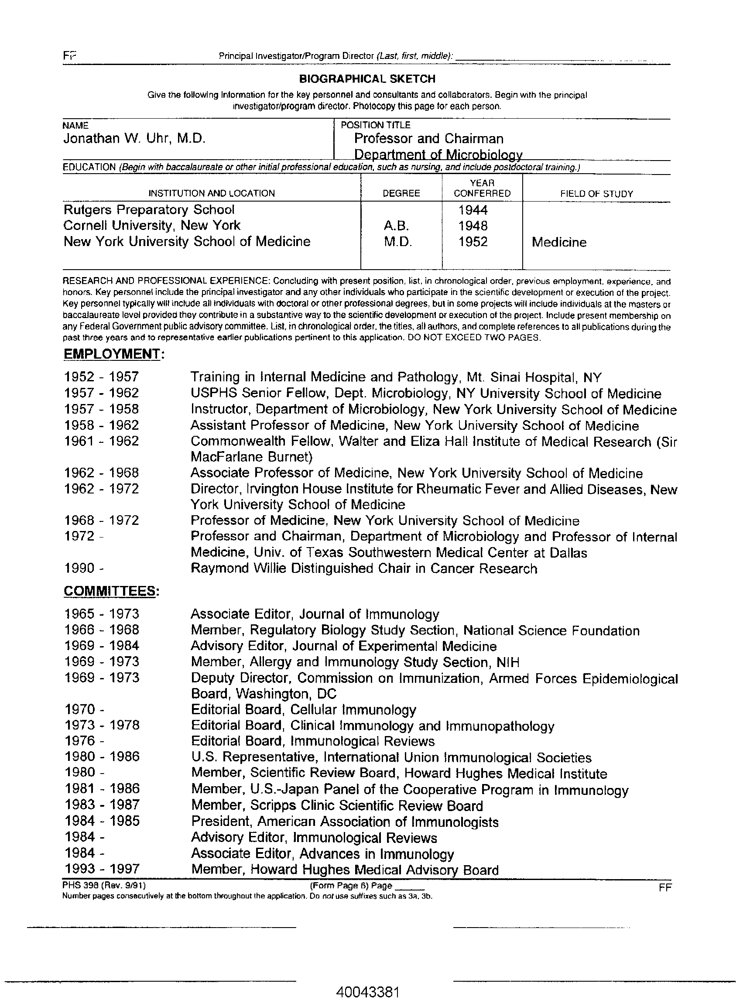 FF Principal Investigator/Program Director (Last, first, middle):
BIOGRAPHICAL SKETCH
Give the following information for the key personnel and consultants and collaborators. Begin with the principal
investigator/program director. Photocopy this page for each person.
NAME POSITION TITLE
Jonathan W. Uhr, M.D. Professor and Chairman
Department of Microbiology
EDUCATION (Begin with baccalaureate or other initial professional education, such as nursing, and include postdoctoral training.)
INSTITUTION AND LOCATION DEGREE YEAR CONFERRED FIELD OF STUDY
Rutgers Preparatory School 1944
Cornell University, New York A.B. 1948
New York University School of Medicine M.D. 1952 Medicine
RESEARCH AND PROFESSIONAL EXPERIENCE: Concluding with present position, list, in chronological order, previous employment, experience, and
honors. Key personnel include the principal investigator and any other individuals who participate in the scientific development or execution of the project.
Key personnel typically will include all individuals with doctoral or other professional degrees, but in some projects will include individuals at the masters or
baccalaureate level provided they contribute in a substantive way to the scientific development or execution of the project. Include present membership on
any Federal Government public advisory committee. List, in chronological order, the titles, all authors, and complete references to all publications during the
past three years and to representative earlier publications pertinent to this application. DO NOT EXCEED TWO PAGES.
EMPLOYMENT:
1952 - 1957 Training in Internal Medicine and Pathology, Mt. Sinai Hospital, NY
1957 - 1962 USPHS Senior Fellow, Dept. Microbiology, NY University School of Medicine
1957 - 1958 Instructor, Department of Microbiology, New York University School of Medicine
1958 - 1962 Assistant Professor of Medicine, New York University School of Medicine
1961 - 1962 Commonwealth Fellow, Walter and Eliza Hall Institute of Medical Research (Sir
MacFarlane Burnet)
1962 - 1968 Associate Professor of Medicine, New York University School of Medicine
1962 - 1972 Director, Irvington House Institute for Rheumatic Fever and Allied Diseases, New
York University School of Medicine
1968 - 1972 Professor of Medicine, New York University School of Medicine
1972 - Professor and Chairman, Department of Microbiology and Professor of Internal
Medicine, Univ. of Texas Southwestern Medical Center at Dallas
1990 - Raymond Willie Distinguished Chair in Cancer Research
COMMITTEES:
1965 - 1973 Associate Editor, Journal of Immunology
1966 - 1968 Member, Regulatory Biology Study Section, National Science Foundation
1969 - 1984 Advisory Editor, Journal of Experimental Medicine
1969 - 1973 Member, Allergy and Immunology Study Section, NIH
1969 - 1973 Deputy Director, Commission on Immunization, Armed Forces Epidemiological
Board, Washington, DC
1970 - Editorial Board, Cellular Immunology
1973 - 1978 Editorial Board, Clinical Immunology and Immunopathology
1976 - Editorial Board, Immunological Reviews
1980 - 1986 U.S. Representative, International Union Immunological Societies
1980 - Member, Scientific Review Board, Howard Hughes Medical Institute
1981 - 1986 Member, U.S.-Japan Panel of the Cooperative Program in Immunology
1983 - 1987 Member, Scripps Clinic Scientific Review Board
1984 - 1985 President, American Association of Immunologists
1984 - Advisory Editor, Immunological Reviews
1984 - Associate Editor, Advances in Immunology
1993 - 1997 Member, Howard Hughes Medical Advisory Board
PHS 398 (Rev. 9/91) (Form Page 6) Page FF
Number pages consecutively at the bottom throughout the application. Do not use suffixes such as 3a, 3b.
40043381